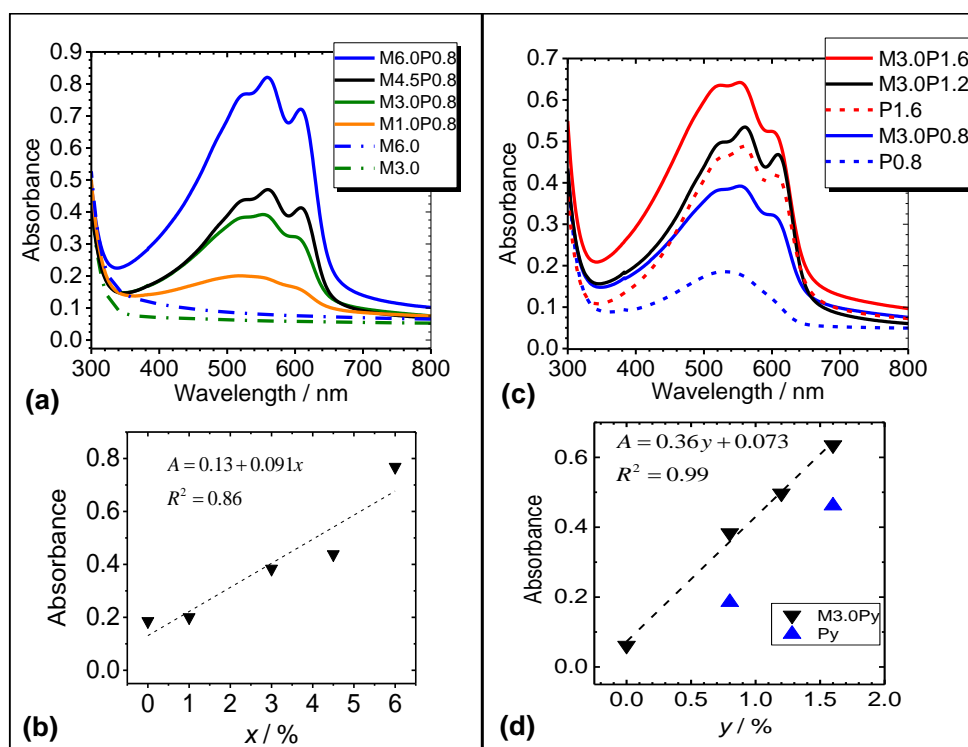 0.9
0.8
0.7
0.6
0.5
0.4
0.3
0.2
0.1
0.0
Absorbance
M6.0P0.8
M4.5P0.8
M3.0P0.8
M1.0P0.8
M6.0
M3.0
300 400 500 600 700 800
Wavelength / nm
(a)
0.8
0.6
0.4
0.2
0.0
Absorbance
A = 0.13 + 0.091x
R² = 0.86
0 1 2 3 4 5 6
x / %
(b)
0.7
0.6
0.5
0.4
0.3
0.2
0.1
0.0
Absorbance
M3.0P1.6
M3.0P1.2
P1.6
M3.0P0.8
P0.8
300 400 500 600 700 800
Wavelength / nm
(c)
0.6
0.4
0.2
0.0
Absorbance
A = 0.36y + 0.073
R² = 0.99
M3.0Py
Py
0.0 0.5 1.0 1.5 2.0
y / %
(d)